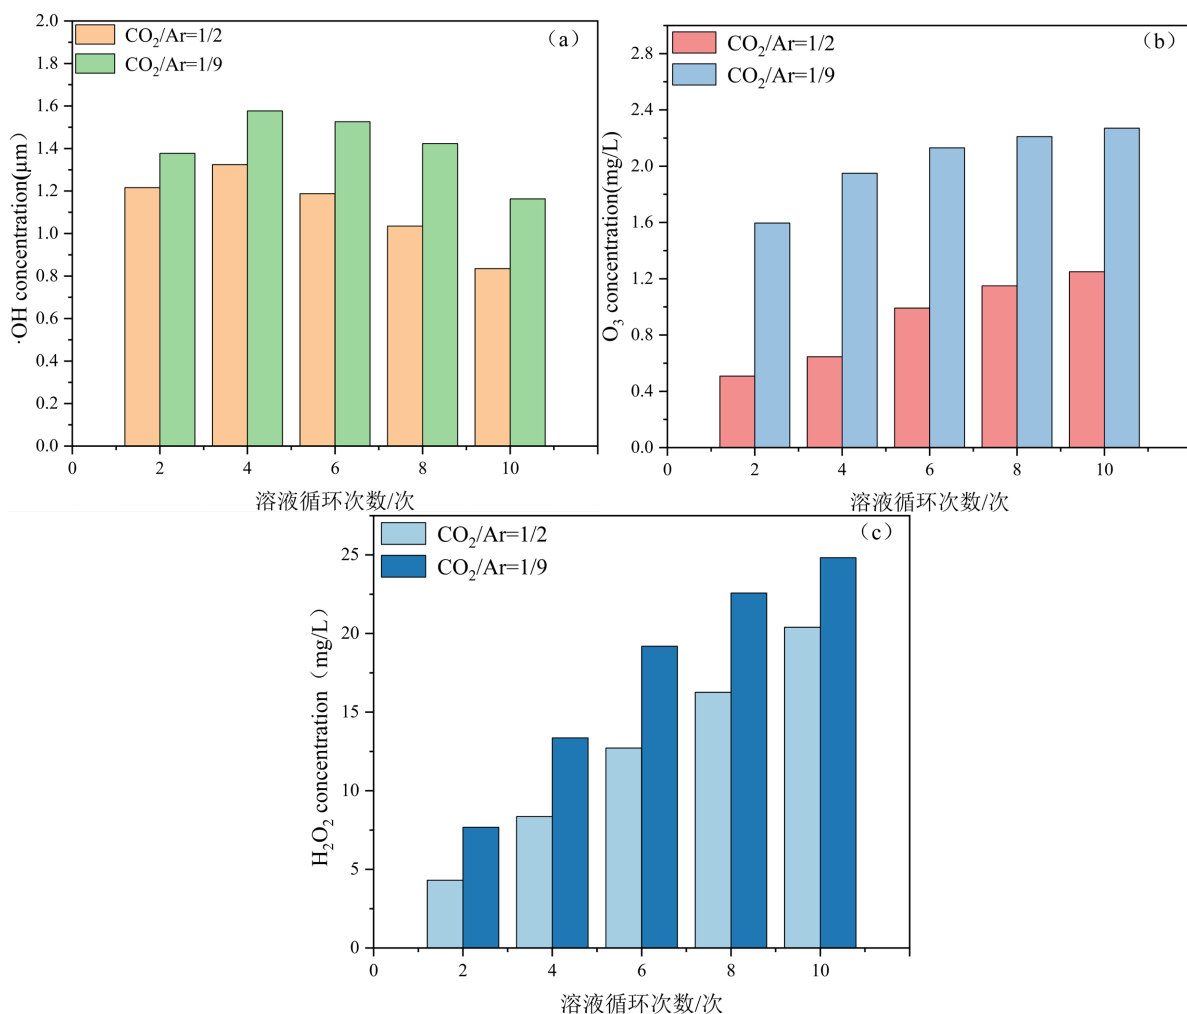 CO₂/Ar=1/2
CO₂/Ar=1/9
（a）
2.0
1.8
1.6
1.4
1.2
1.0
0.8
0.6
0.4
0.2
0.0
·OH concentration(μm)
0 2 4 6 8 10
溶液循环次数/次
CO₂/Ar=1/2
CO₂/Ar=1/9
（b）
2.8
2.4
2.0
1.6
1.2
0.8
0.4
0.0
O₃ concentration(mg/L)
0 2 4 6 8 10
溶液循环次数/次
CO₂/Ar=1/2
CO₂/Ar=1/9
（c）
25
20
15
10
5
0
H₂O₂ concentration（mg/L）
0 2 4 6 8 10
溶液循环次数/次